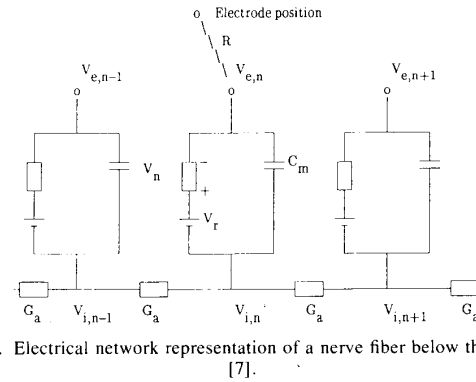 o Electrode position
R
V_{e,n-1} V_{e,n} V_{e,n+1}
o o o
V_n C_m
− +
V_r
G_a V_{i,n-1} G_a V_{i,n} G_a V_{i,n+1} G_a
. Electrical network representation of a nerve fiber below th
[7].